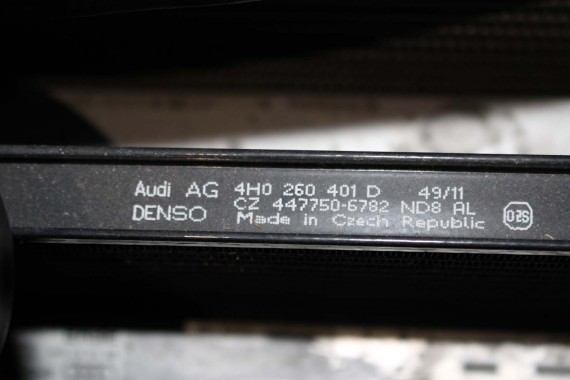 Audi AG 4H0 260 401 D 49/11
DENSO CZ 447750-6782 ND8 AL
Made in Czech Republic